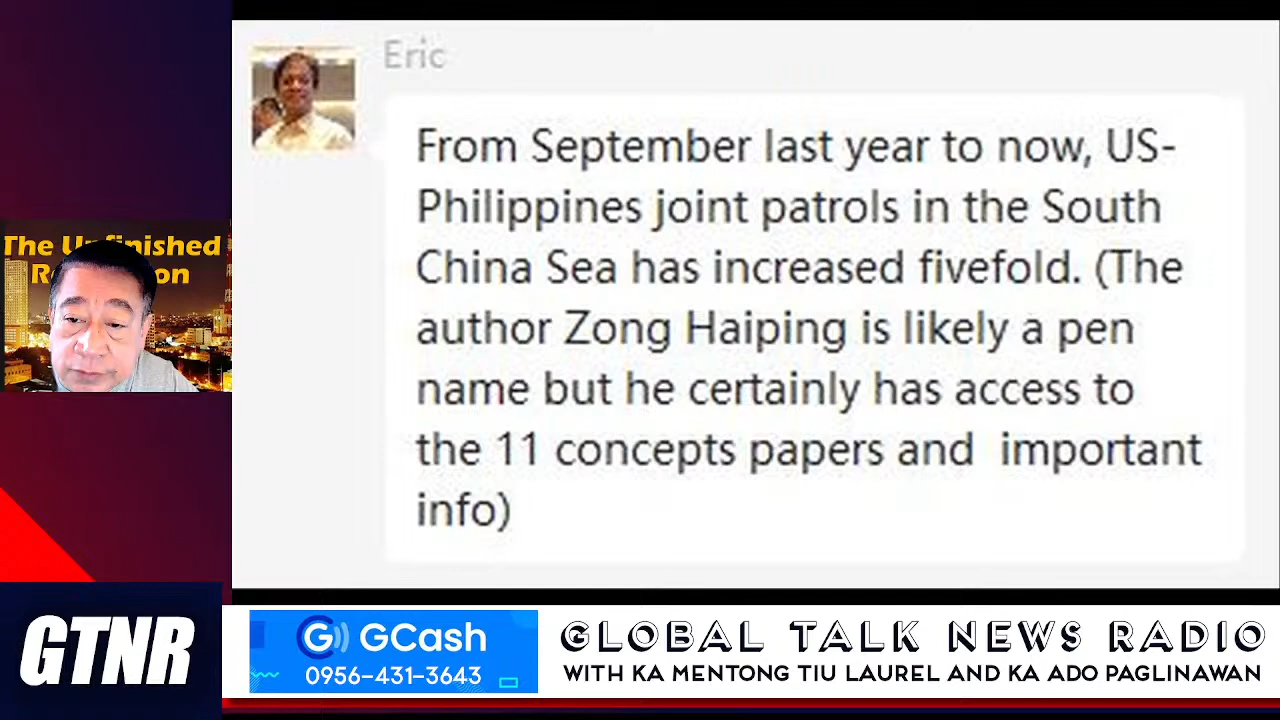 Eric
From September last year to now, US-
Philippines joint patrols in the South
China Sea has increased fivefold. (The
author Zong Haiping is likely a pen
name but he certainly has access to
the 11 concepts papers and important
info)
The Unfinished
GTNR
G GCash
0956-431-3643
GLOBAL TALK NEWS RADIO
WITH KA MENTONG TIU LAUREL AND KA ADO PAGLINAWAN